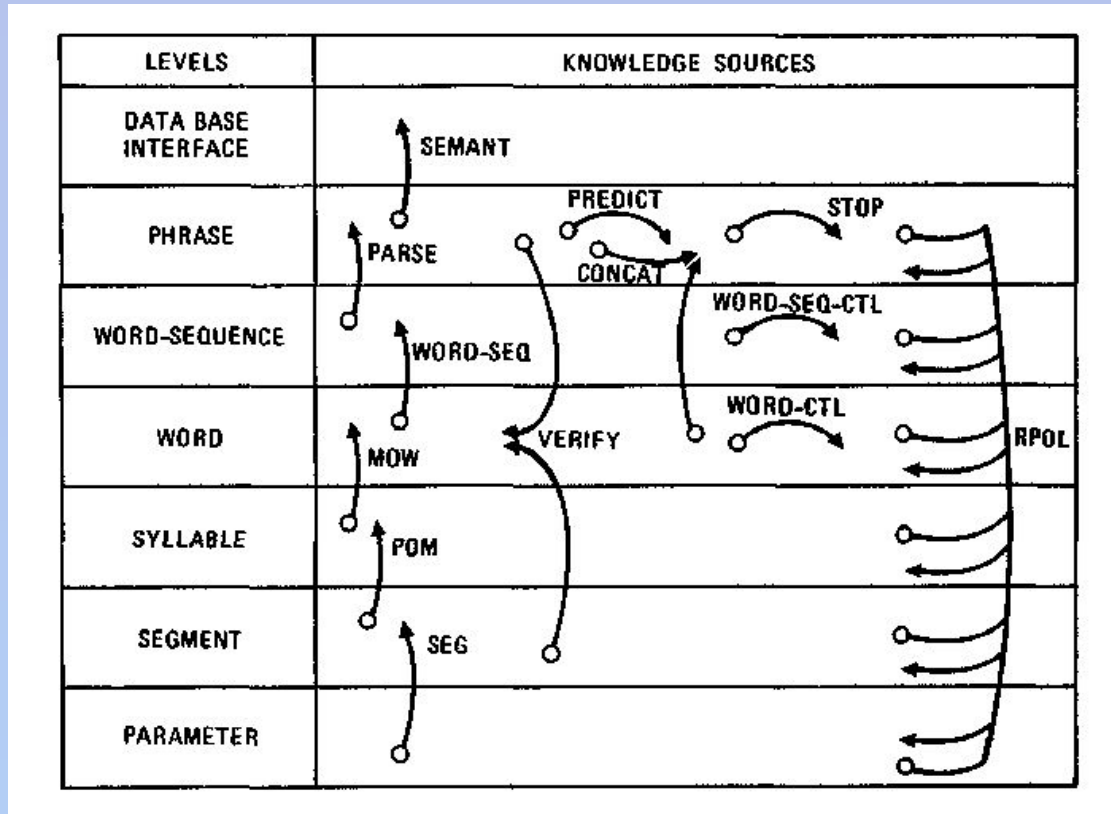 LEVELS
KNOWLEDGE SOURCES
DATA BASE
INTERFACE
SEMANT
PHRASE
PARSE
PREDICT
CONCAT
STOP
WORD-SEQUENCE
WORD-SEQ
WORD-SEQ-CTL
WORD
MOW
VERIFY
WORD-CTL
RPOL
SYLLABLE
POM
SEGMENT
SEG
PARAMETER